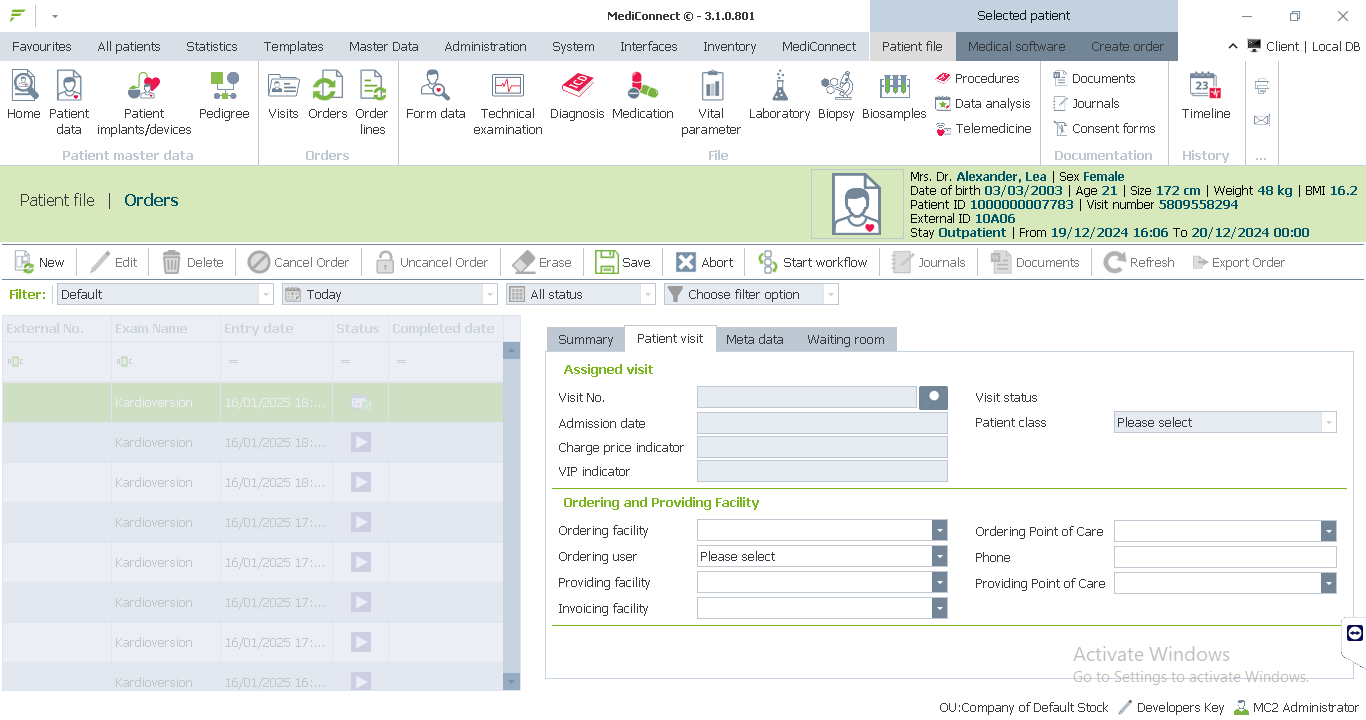 MediConnect © - 3.1.0.801
Selected patient
Favourites All patients Statistics Templates Master Data Administration System Interfaces Inventory MediConnect Patient file Medical software Create order Client | Local DB
Home
Patient data
Patient implants/devices
Pedigree
Patient master data
Visits
Orders
Order lines
Orders
Form data
Technical examination
Diagnosis
Medication
Vital parameter
Laboratory
Biopsy
Biosamples
Procedures
Data analysis
Telemedicine
File
Documents
Journals
Consent forms
Documentation
23
Timeline
History
...
Patient file | Orders
Mrs. Dr. Alexander, Lea | Sex Female
Date of birth 03/03/2003 | Age 21 | Size 172 cm | Weight 48 kg | BMI 16.2
Patient ID 1000000007783 | Visit number 5809558294
External ID 10A06
Stay Outpatient | From 19/12/2024 16:06 To 20/12/2024 00:00
New Edit Delete Cancel Order Uncancel Order Erase Save Abort Start workflow Journals Documents Refresh Export Order
Filter: Default Today All status Choose filter option
External No. Exam Name Entry date Status Completed date
ABC ABC = = =
Kardioversion 16/01/2025 18:...
Kardioversion 16/01/2025 18:...
Kardioversion 16/01/2025 18:...
Kardioversion 16/01/2025 17:...
Kardioversion 16/01/2025 17:...
Kardioversion 16/01/2025 17:...
Kardioversion 16/01/2025 17:...
Kardioversion 16/01/2025 16:...
Summary Patient visit Meta data Waiting room
Assigned visit
Visit No. Visit status
Admission date Patient class Please select
Charge price indicator
VIP indicator
Ordering and Providing Facility
Ordering facility Ordering Point of Care
Ordering user Please select Phone
Providing facility Providing Point of Care
Invoicing facility
Activate Windows
Go to Settings to activate Windows.
OU:Company of Default Stock Developers Key MC2 Administrator